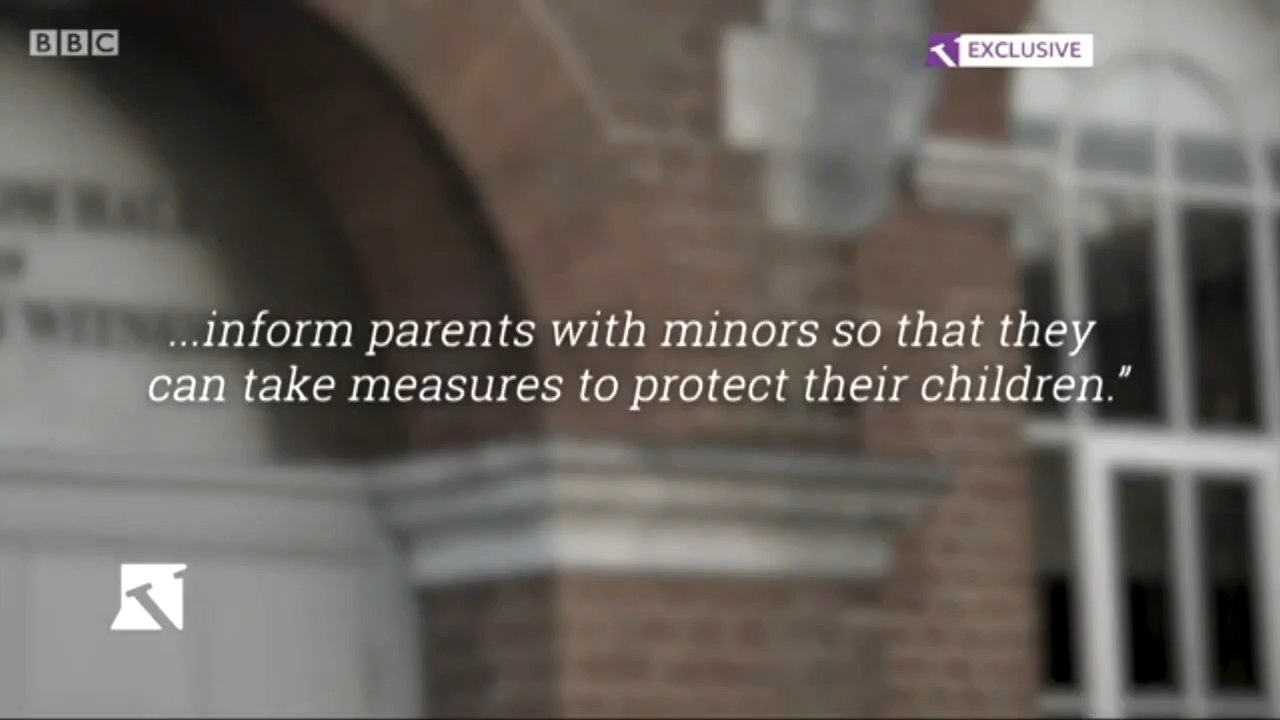 BBC
EXCLUSIVE
...inform parents with minors so that they
can take measures to protect their children.”